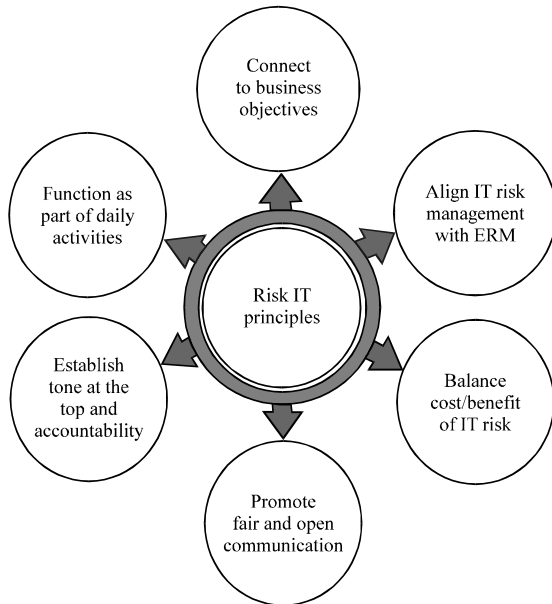 Connect
to business
objectives
Function as
part of daily
activities
Align IT risk
management
with ERM
Risk IT
principles
Establish
tone at the
top and
accountability
Balance
cost/benefit
of IT risk
Promote
fair and open
communication